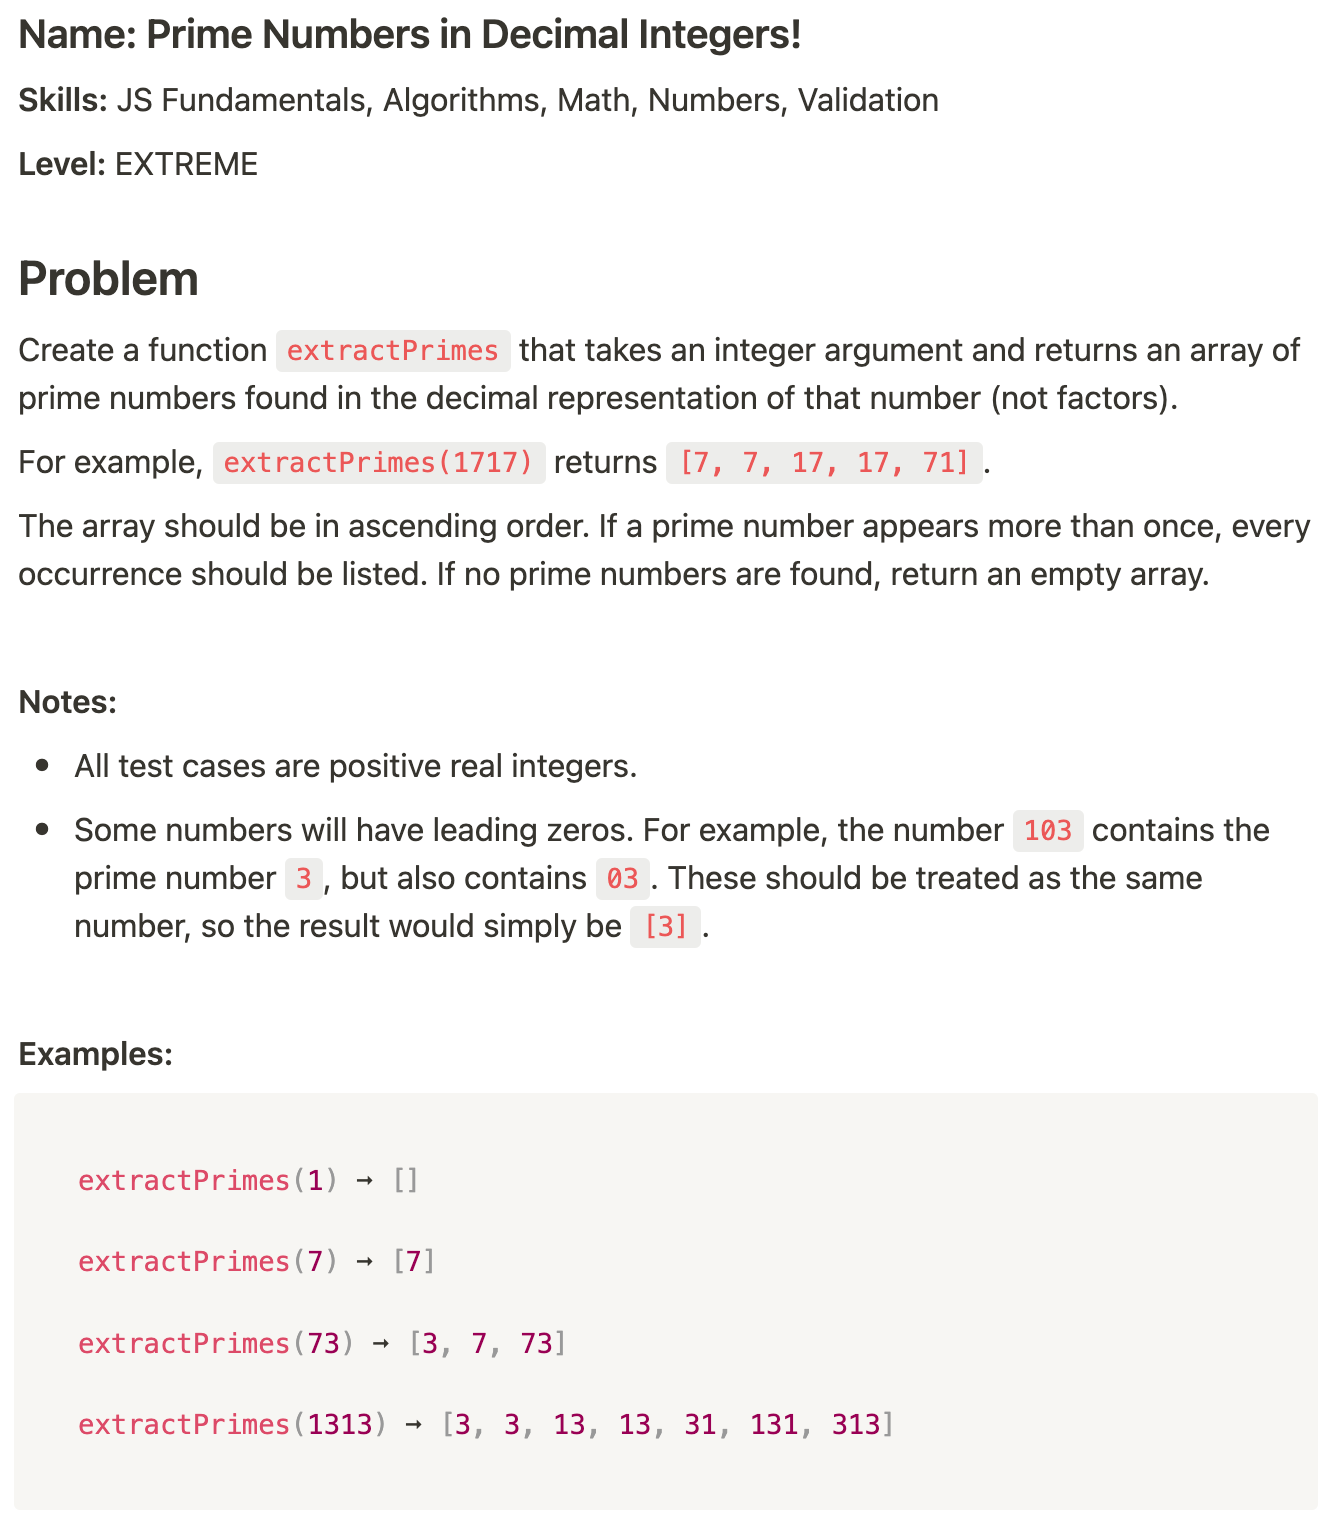 Name: Prime Numbers in Decimal Integers!
Skills: JS Fundamentals, Algorithms, Math, Numbers, Validation
Level: EXTREME
Problem
Create a function extractPrimes that takes an integer argument and returns an array of
prime numbers found in the decimal representation of that number (not factors).
For example, extractPrimes(1717) returns [7, 7, 17, 17, 71].
The array should be in ascending order. If a prime number appears more than once, every
occurrence should be listed. If no prime numbers are found, return an empty array.
Notes:
• All test cases are positive real integers.
• Some numbers will have leading zeros. For example, the number 103 contains the
prime number 3, but also contains 03. These should be treated as the same
number, so the result would simply be [3].
Examples:
extractPrimes(1) → []
extractPrimes(7) → [7]
extractPrimes(73) → [3, 7, 73]
extractPrimes(1313) → [3, 3, 13, 13, 31, 131, 313]